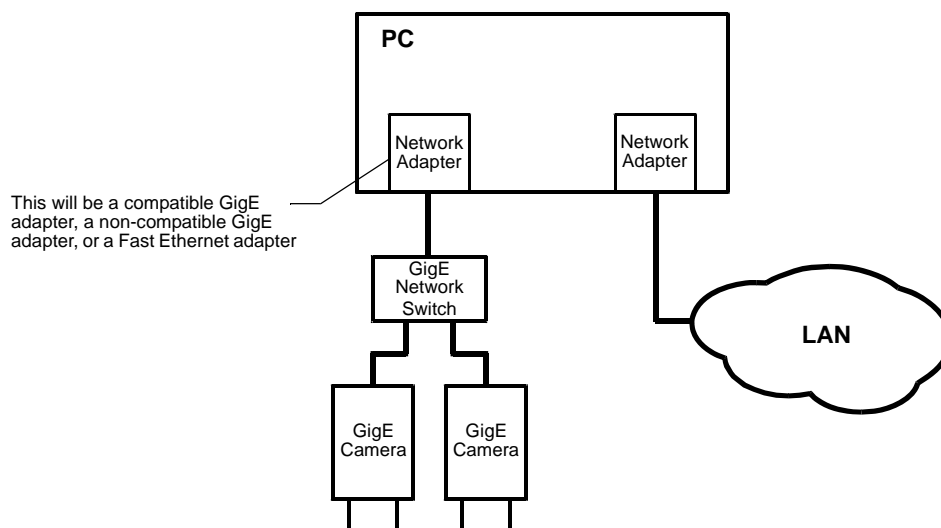 PC
Network
Adapter
Network
Adapter
This will be a compatible GigE
adapter, a non-compatible GigE
adapter, or a Fast Ethernet adapter
GigE
Network
Switch
LAN
GigE
Camera
GigE
Camera